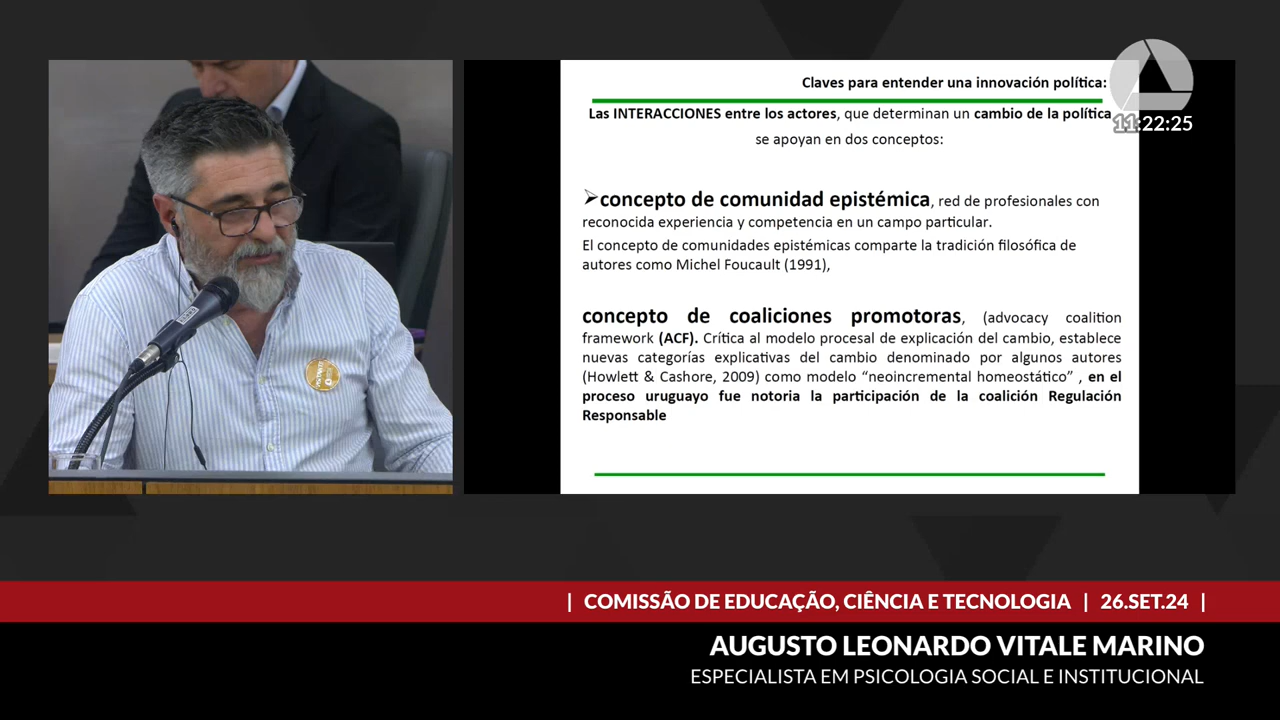 Claves para entender una innovación política:
11:22:25
Las INTERACCIONES entre los actores, que determinan un cambio de la política
se apoyan en dos conceptos:
➢concepto de comunidad epistémica, red de profesionales con
reconocida experiencia y competencia en un campo particular.
El concepto de comunidades epistémicas comparte la tradición filosófica de
autores como Michel Foucault (1991),
concepto de coaliciones promotoras, (advocacy coalition
framework (ACF). Crítica al modelo procesal de explicación del cambio, establece
nuevas categorías explicativas del cambio denominado por algunos autores
(Howlett & Cashore, 2009) como modelo “neoincremental homeostático” , en el
proceso uruguayo fue notoria la participación de la coalición Regulación
Responsable
| COMISSÃO DE EDUCAÇÃO, CIÊNCIA E TECNOLOGIA | 26.SET.24 |
AUGUSTO LEONARDO VITALE MARINO
ESPECIALISTA EM PSICOLOGIA SOCIAL E INSTITUCIONAL